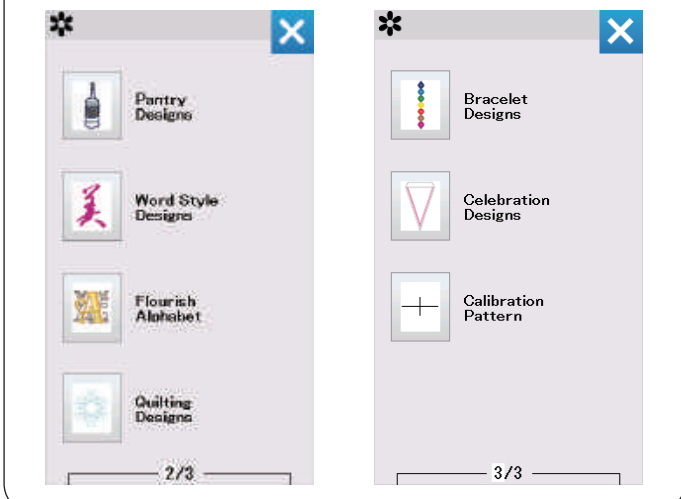 Pantry
Designs
Word Style
Designs
美
Flourish
Alphabet
A
Quilting
Designs
2/3
Bracelet
Designs
Celebration
Designs
Calibration
Pattern
3/3